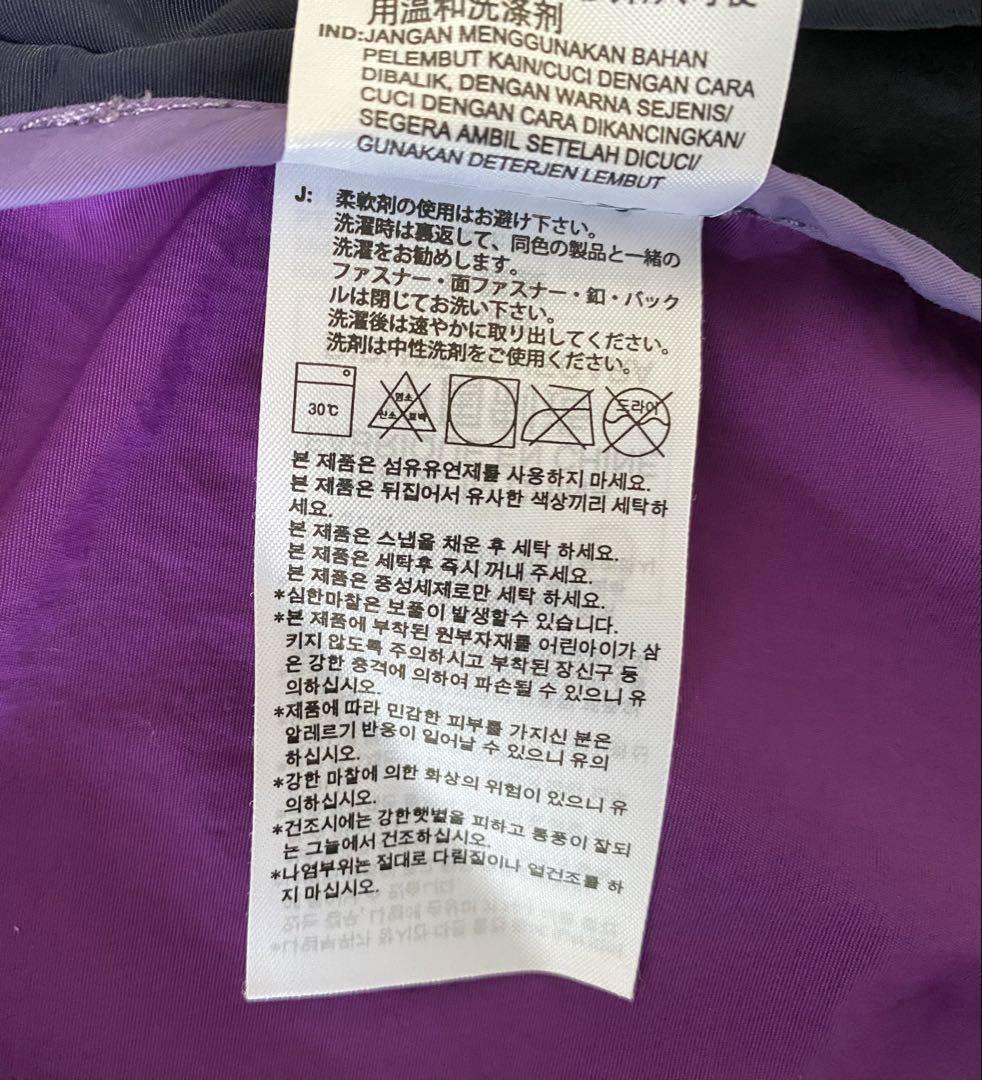 用温和洗涤剂
IND:JANGAN MENGGUNAKAN BAHAN
PELEMBUT KAIN/CUCI DENGAN CARA
DIBALIK, DENGAN WARNA SEJENIS/
CUCI DENGAN CARA DIKANCINGKAN/
SEGERA AMBIL SETELAH DICUCI/
GUNAKAN DETERJEN LEMBUT
J: 柔軟剤の使用はお避け下さい。
洗濯時は裏返して、同色の製品と一緒の
洗濯をお勧めします。
ファスナー・面ファスナー・釦・バック
ルは閉じてお洗い下さい。
洗濯後は速やかに取り出してください。
洗剤は中性洗剤をご使用ください。
30℃ 염소 산소 표백 드라이
본 제품은 섬유유연제를 사용하지 마세요.
본 제품은 뒤집어서 유사한 색상끼리 세탁하
세요.
본 제품은 스냅을 채운 후 세탁 하세요.
본 제품은 세탁후 즉시 꺼내 주세요.
본 제품은 중성세제로만 세탁 하세요.
*심한마찰은 보풀이 발생할수 있습니다.
*본 제품에 부착된 원부자재를 어린아이가 삼
키지 않도록 주의하시고 부착된 장신구 등
은 강한 충격에 의하여 파손될 수 있으니 유
의하십시오.
*제품에 따라 민감한 피부를 가지신 분은
알레르기 반응이 일어날 수 있으니 유의
하십시오.
*강한 마찰에 의한 화상의 위험이 있으니 유
의하십시오.
*건조시에는 강한햇볕을 피하고 통풍이 잘되
는 그늘에서 건조하십시오.
*나염부위는 절대로 다림질이나 열건조를 하
지 마십시오.